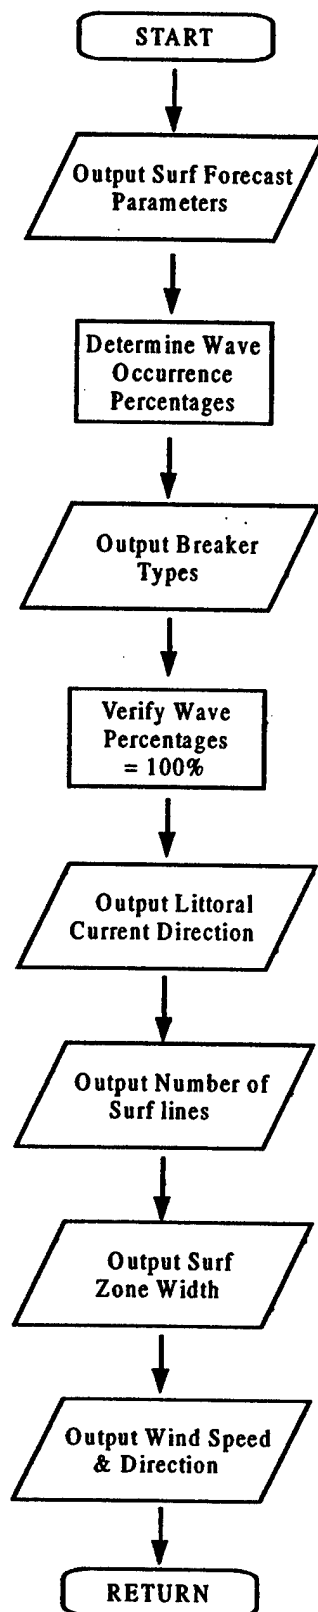 START
Output Surf Forecast
Parameters
Determine Wave
Occurrence
Percentages
Output Breaker
Types
Verify Wave
Percentages
= 100%
Output Littoral
Current Direction
Output Number of
Surf lines
Output Surf
Zone Width
Output Wind Speed
& Direction
RETURN